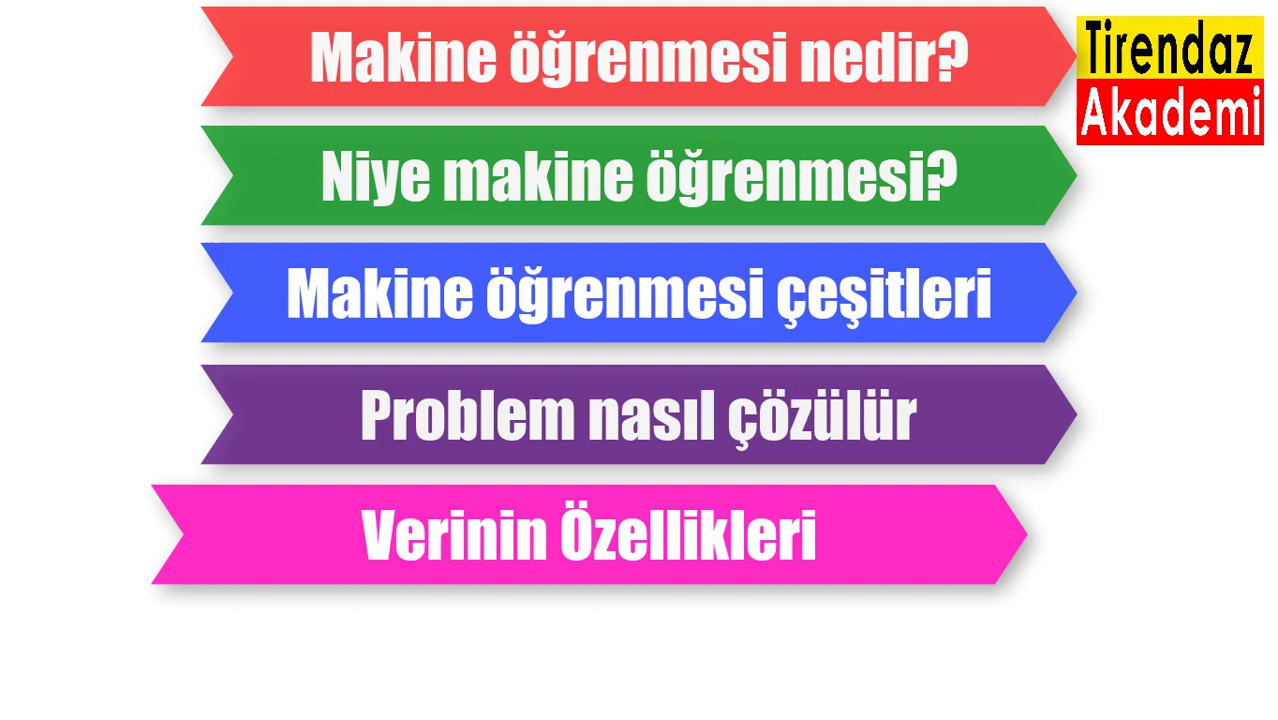 Makine öğrenmesi nedir?
Tirendaz
Akademi
Niye makine öğrenmesi?
Makine öğrenmesi çeşitleri
Problem nasıl çözülür
Verinin Özellikleri